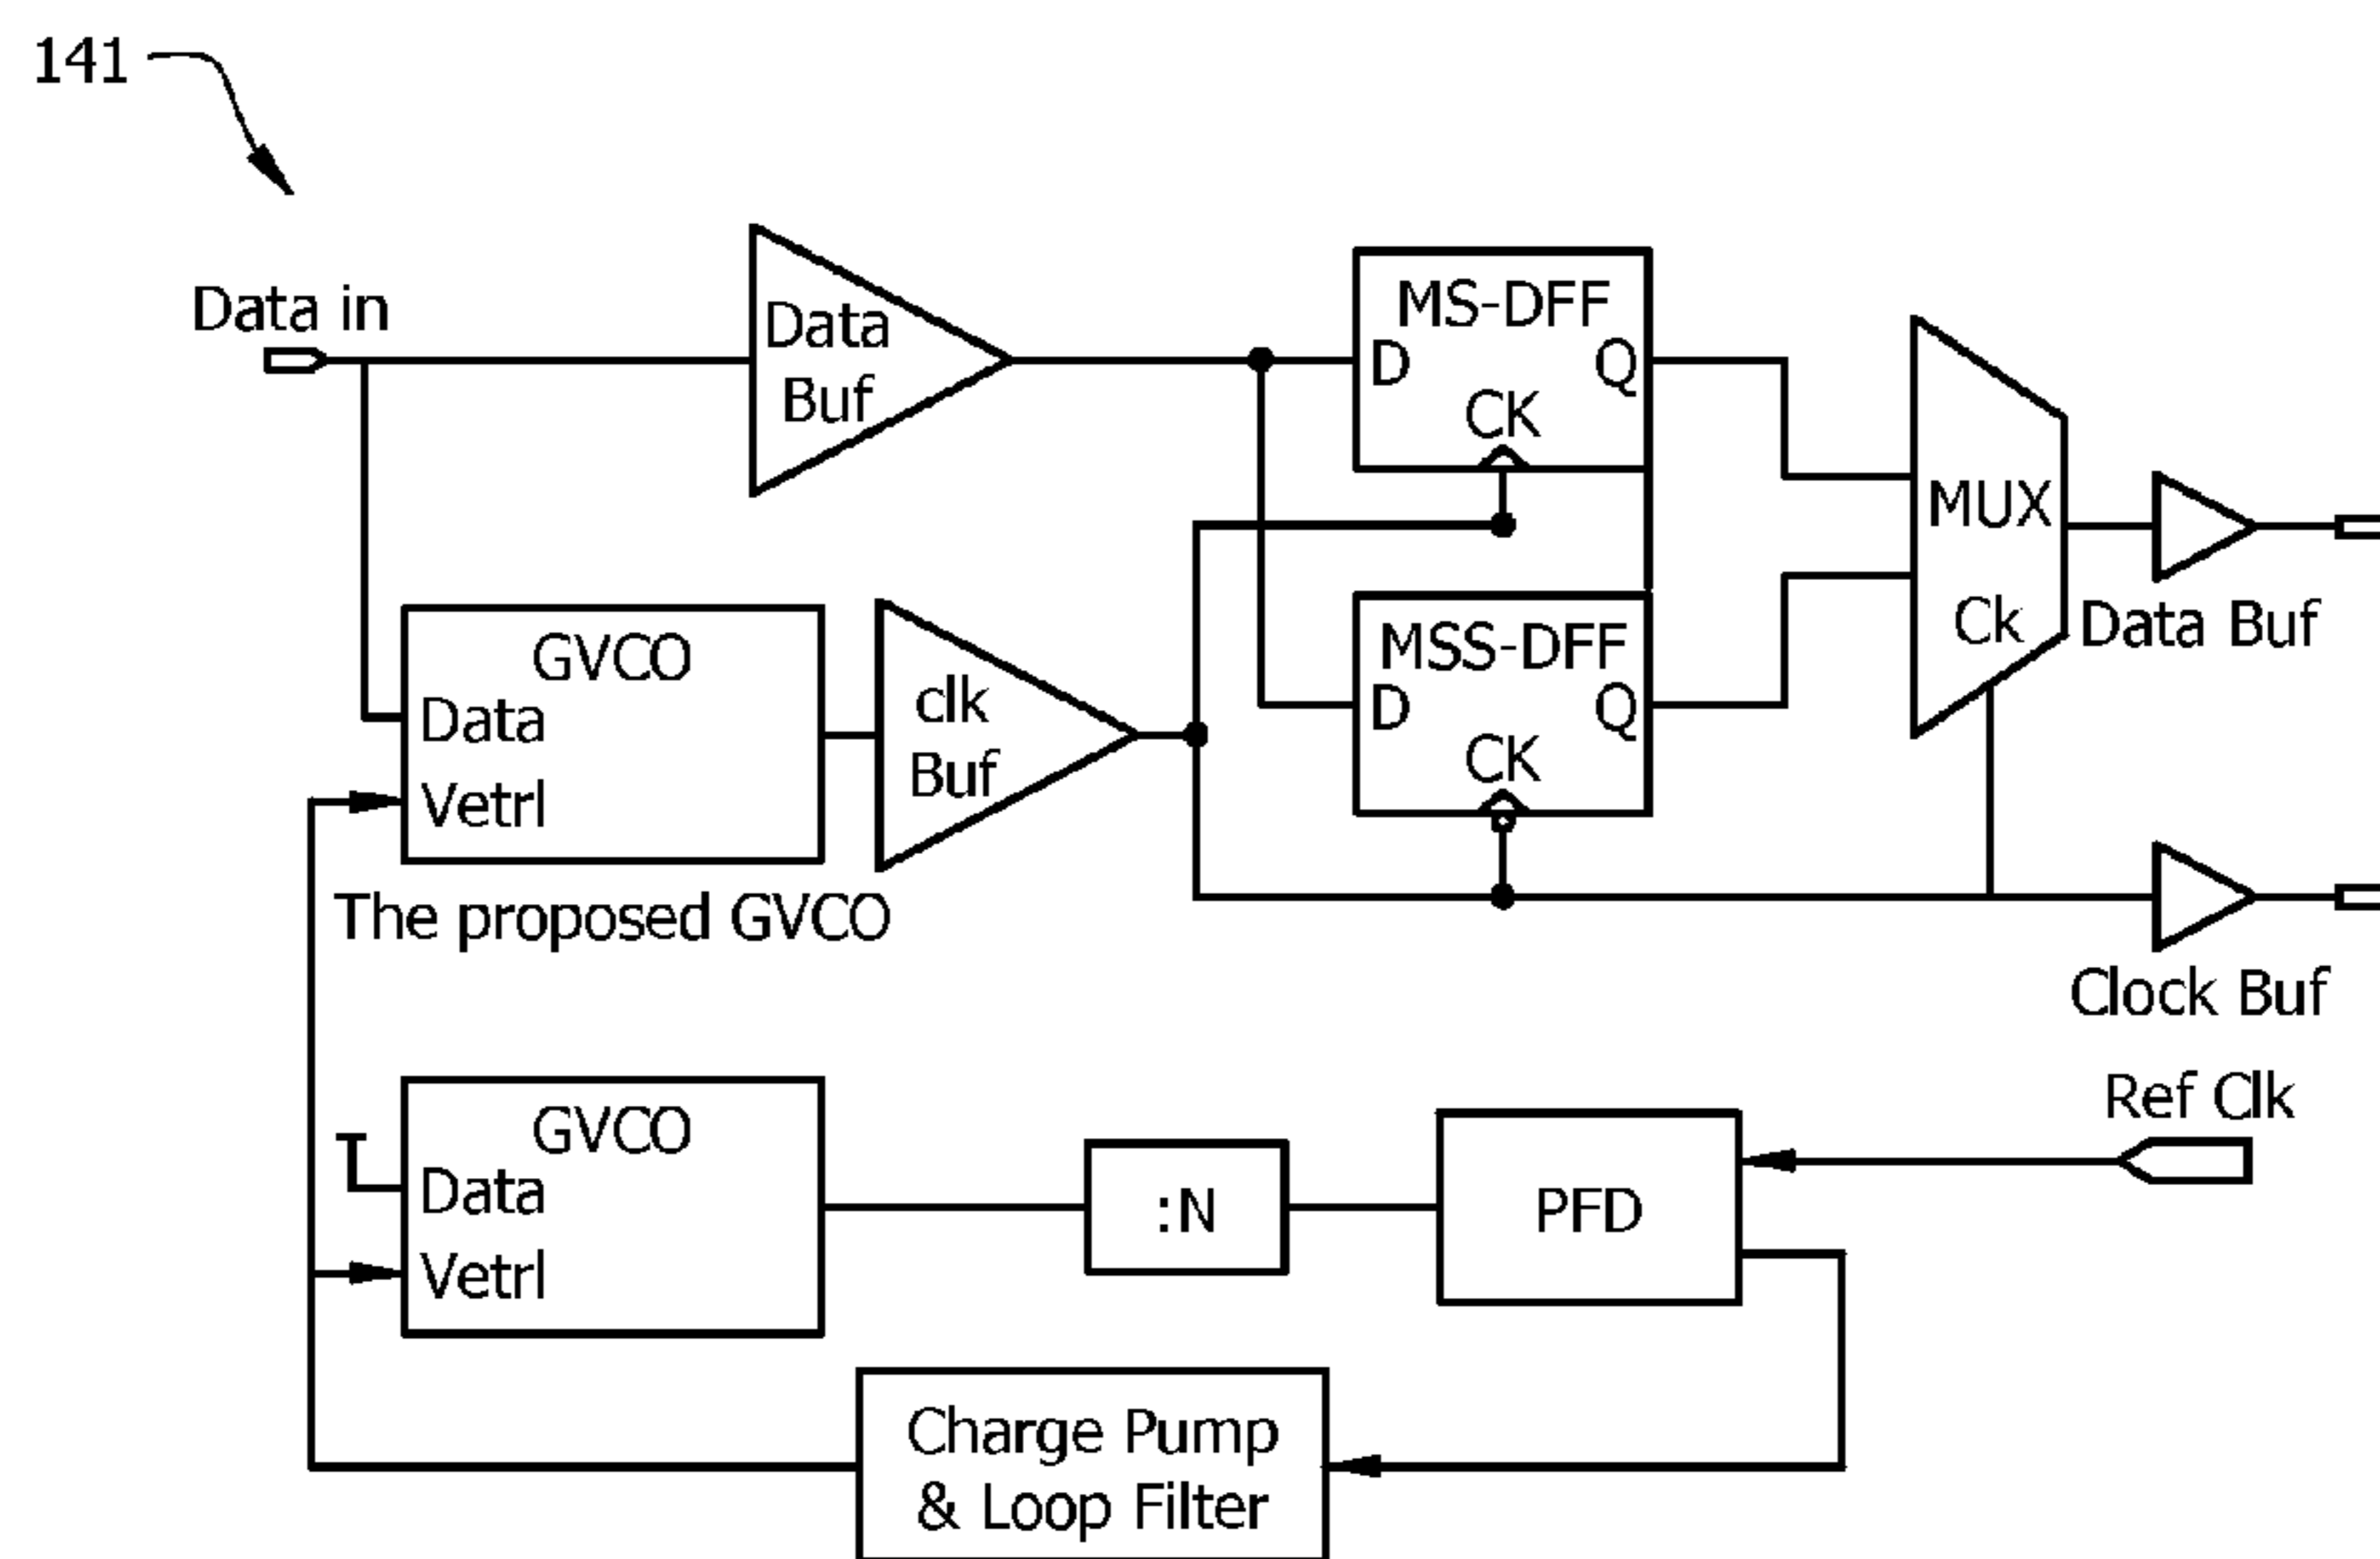 141
Data in
Data
Buf
MS-DFF
D
Q
CK
MUX
Ck
Data Buf
GVCO
Data
Vetrl
clk
Buf
MSS-DFF
D
Q
CK
The proposed GVCO
Clock Buf
Ref Clk
GVCO
Data
Vetrl
:N
PFD
Charge Pump
& Loop Filter